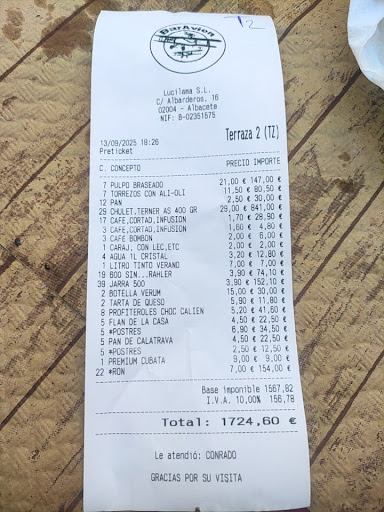 T2
BarAvion
Lucilama S.L.
C/ Albarderos, 16
02004 - Albacete
NIF: B-02351575
Terraza 2 (T2)
13/09/2025 18:26
Preticket
C. CONCEPTO PRECIO IMPORTE
7 PULPO BRASEADO 21,00 € 147,00 €
7 TORREZOS CON ALI-OLI 11,50 € 80,50 €
12 PAN 2,50 € 30,00 €
29 CHULET.TERNER AS 400 GR 29,00 € 841,00 €
17 CAFE,CORTAD,INFUSION 1,70 € 28,90 €
3 CAFE,CORTAD,INFUSION 1,60 € 4,80 €
3 CAFE BOMBON 2,00 € 6,00 €
1 CARAJ, CON LEC,ETC 2,00 € 2,00 €
4 AGUA 1L CRISTAL 3,20 € 12,80 €
1 LITRO TINTO VERANO 7,00 € 7,00 €
19 600 SIN...RAHLER 3,90 € 74,10 €
39 JARRA 500 3,90 € 152,10 €
2 BOTELLA VERUM 15,00 € 30,00 €
2 TARTA DE QUESO 5,90 € 11,80 €
8 PROFITEROLES CHOC CALIEN 5,20 € 41,60 €
5 FLAN DE LA CASA 4,50 € 22,50 €
5 *POSTRES 6,90 € 34,50 €
5 PAN DE CALATRAVA 4,50 € 22,50 €
5 *POSTRES 2,50 € 12,50 €
1 PREMIUM CUBATA 9,00 € 9,00 €
22 *RON 7,00 € 154,00 €
Base imponible 1567,82
I.V.A. 10,00% 156,78
Total: 1724,60 €
Le atendió: CONRADO
GRACIAS POR SU VISITA